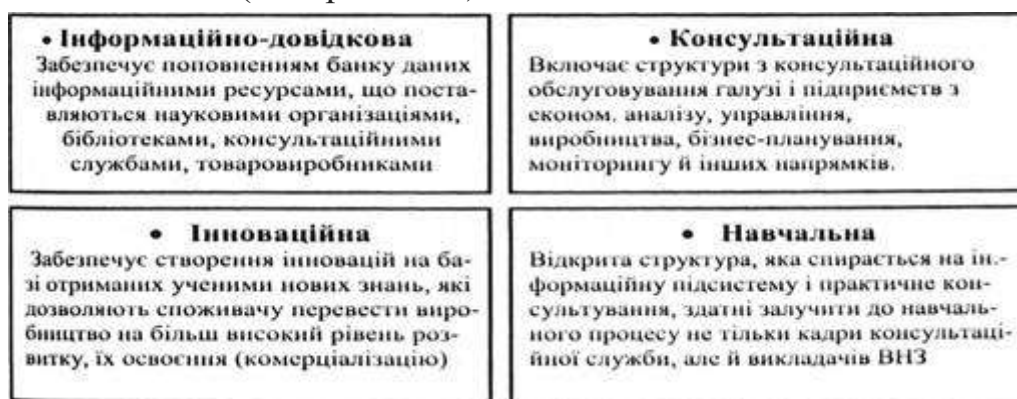 • Інформаційно-довідкова
Забезпечує поповненням банку даних
інформаційними ресурсами, що поста-
вляються науковими організаціями,
бібліотеками, консультаційними
службами, товаровиробниками
• Консультаційна
Включає структури з консультаційного
обслуговування галузі і підприємств з
економ. аналізу, управління,
виробництва, бізнес-планування,
моніторингу й інших напрямків.
• Інноваційна
Забезпечує створення інновацій на ба-
зі отриманих ученими нових знань, які
дозволяють споживачу перевести виро-
бництво на більш високий рівень роз-
витку, їх освоєння (комерціалізацію)
• Навчальна
Відкрита структура, яка спирається на ін.-
формаційну підсистему і практичне кон-
сультування, здатні залучити до навчаль-
ного процесу не тільки кадри консультаці-
йної служби, але й викладачів ВНЗ